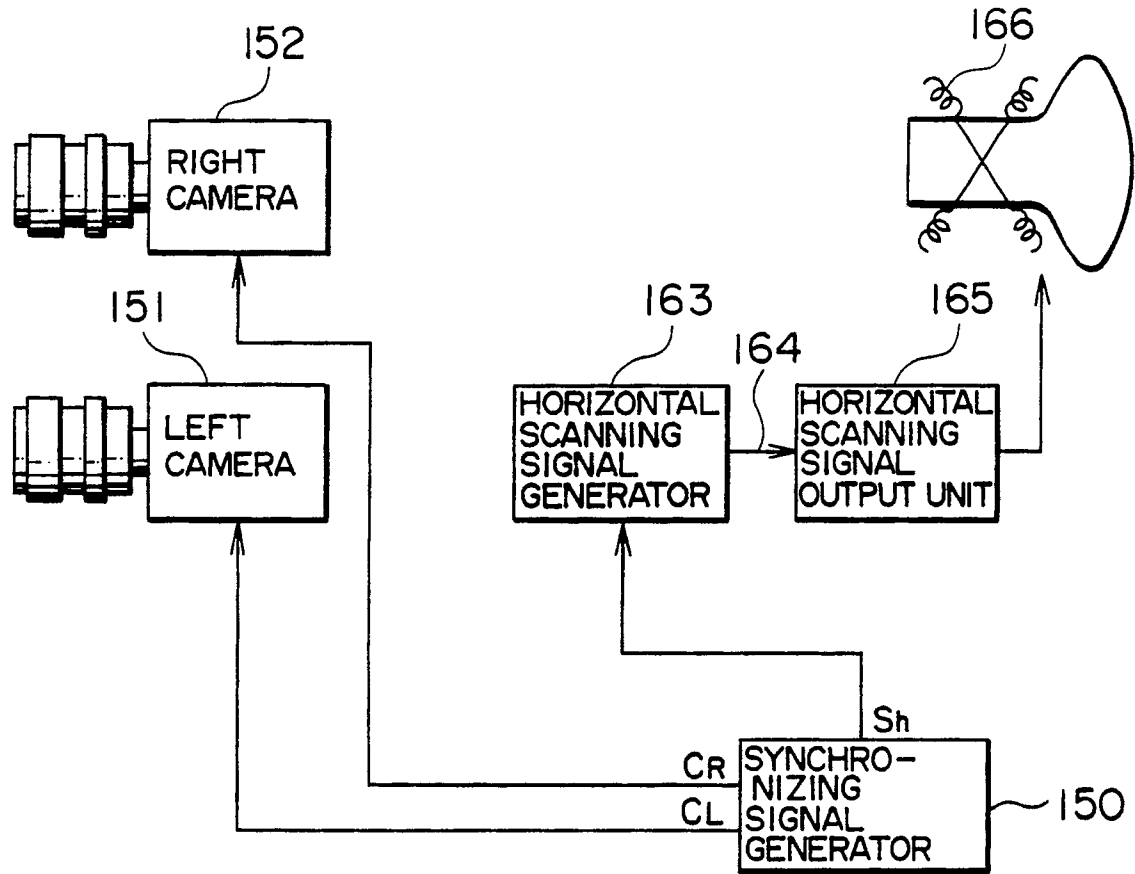 166
152
RIGHT
CAMERA
151
163
165
164
LEFT
CAMERA
HORIZONTAL
SCANNING
SIGNAL
GENERATOR
HORIZONTAL
SCANNING
SIGNAL
OUTPUT UNIT
Sh
CR
CL
SYNCHRO-
NIZING
SIGNAL
GENERATOR
150